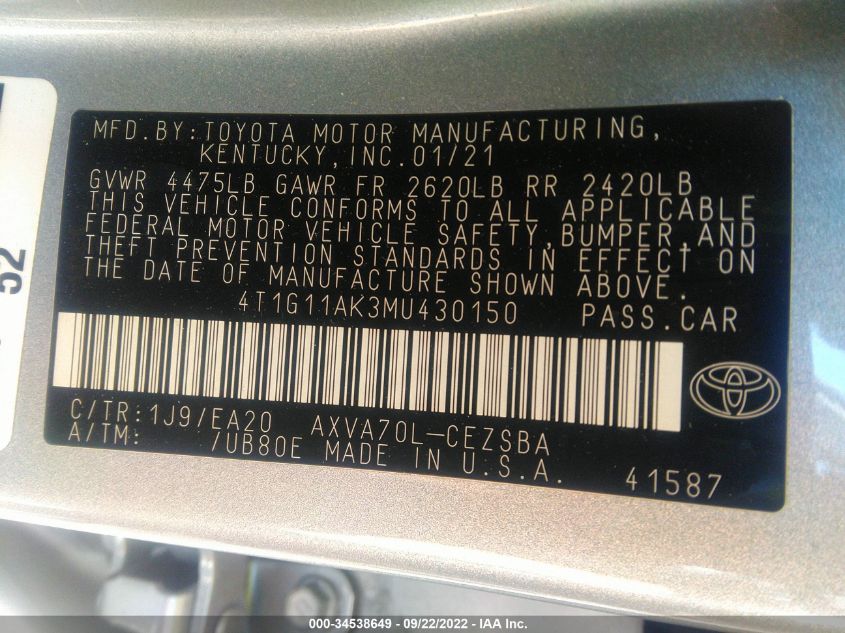 MFD.BY:TOYOTA MOTOR MANUFACTURING,
KENTUCKY,INC.01/21
GVWR 4475LB GAWR FR 2620LB RR 2420LB
THIS VEHICLE CONFORMS TO ALL APPLICABLE
FEDERAL MOTOR VEHICLE SAFETY,BUMPER,AND
THEFT PREVENTION STANDARDS IN EFFECT ON
THE DATE OF MANUFACTURE SHOWN ABOVE.
4T1G11AK3MU430150 PASS.CAR
C/TR:1J9/EA20 AXVA70L-CEZSBA
A/TM: /UB80E MADE IN U.S.A. 41587
52
000-34538649 - 09/22/2022 - IAA Inc.